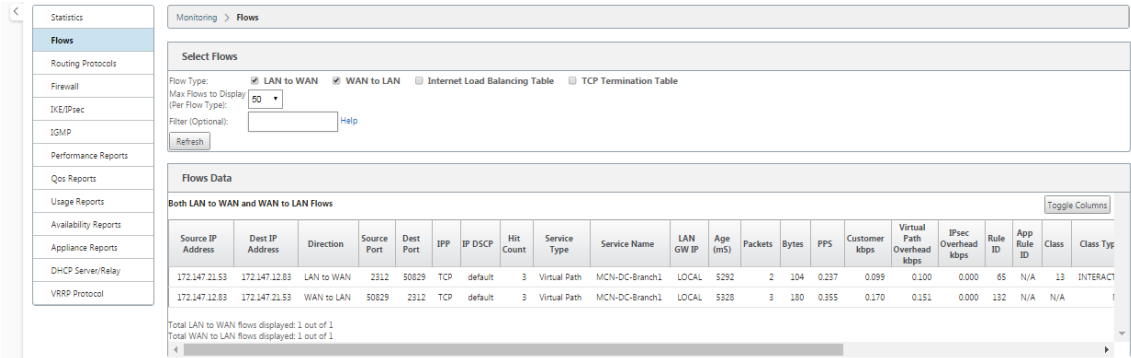 Statistics
Flows
Routing Protocols
Firewall
IKE/IPsec
IGMP
Performance Reports
Qos Reports
Usage Reports
Availability Reports
Appliance Reports
DHCP Server/Relay
VRRP Protocol
Monitoring > Flows
Select Flows
Flow Type: LAN to WAN WAN to LAN Internet Load Balancing Table TCP Termination Table
Max Flows to Display
(Per Flow Type): 50
Filter (Optional): Help
Refresh
Flows Data
Both LAN to WAN and WAN to LAN Flows
Toggle Columns
Source IP Address Dest IP Address Direction Source Port Dest Port IPP IP DSCP Hit Count Service Type Service Name LAN GW IP Age (mS) Packets Bytes PPS Customer kbps Virtual Path Overhead kbps IPsec Overhead kbps Rule ID App Rule ID Class Class Typ
172.147.21.53 172.147.12.83 LAN to WAN 2312 50829 TCP default 3 Virtual Path MCN-DC-Branch1 LOCAL 5292 2 104 0.237 0.099 0.100 0.000 65 N/A 13 INTERACT
172.147.12.83 172.147.21.53 WAN to LAN 50829 2312 TCP default 3 Virtual Path MCN-DC-Branch1 LOCAL 5328 3 180 0.355 0.170 0.151 0.000 132 N/A N/A
Total LAN to WAN flows displayed: 1 out of 1
Total WAN to LAN flows displayed: 1 out of 1